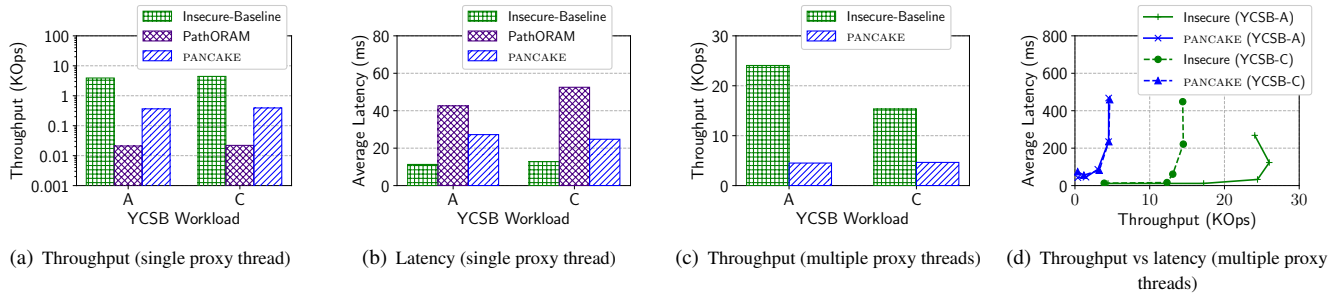 Insecure-Baseline
PathORAM
PANCAKE
Throughput (KOps)
100
10
1
0.1
0.01
0.001
A
C
YCSB Workload
(a) Throughput (single proxy thread)
Insecure-Baseline
PathORAM
PANCAKE
Average Latency (ms)
80
60
40
20
0
A
C
YCSB Workload
(b) Latency (single proxy thread)
Insecure-Baseline
PANCAKE
Throughput (KOps)
30
20
10
0
A
C
YCSB Workload
(c) Throughput (multiple proxy threads)
Insecure (YCSB-A)
PANCAKE (YCSB-A)
Insecure (YCSB-C)
PANCAKE (YCSB-C)
Average Latency (ms)
800
600
400
200
0
0 10 20 30
Throughput (KOps)
(d) Throughput vs latency (multiple proxy
threads)